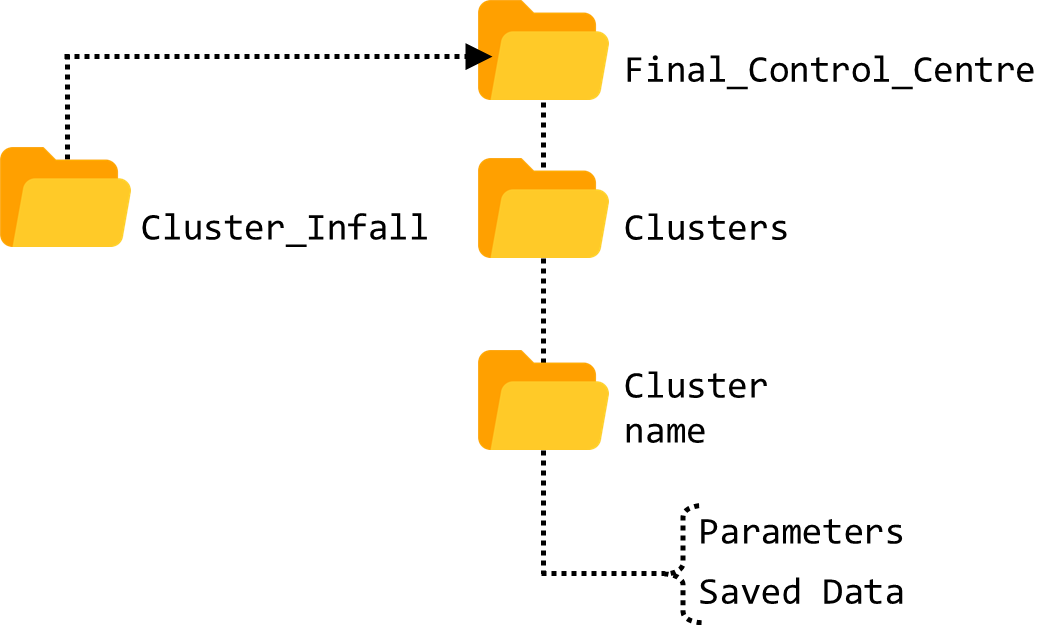 Final_Control_Centre
Cluster_Infall
Clusters
Cluster
name
Parameters
Saved Data